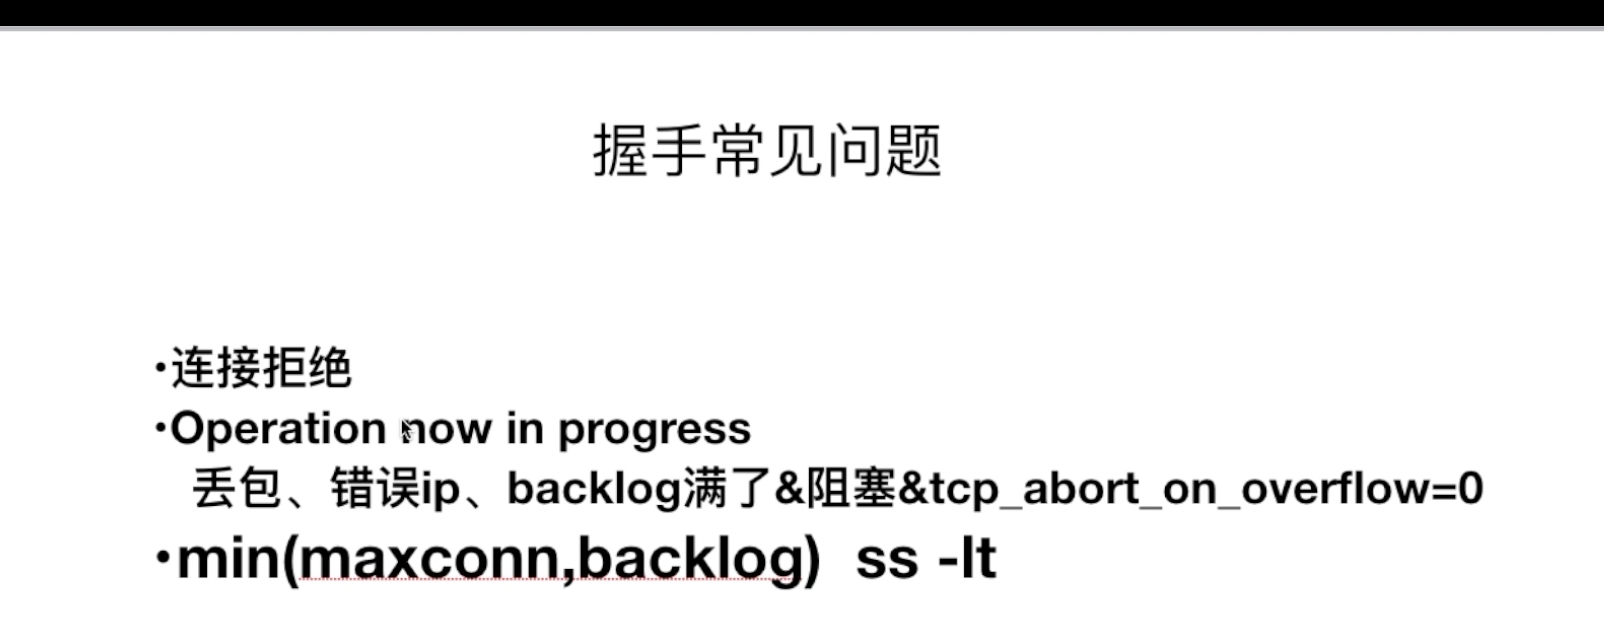 握手常见问题
·连接拒绝
·Operation now in progress
丢包、错误ip、backlog满了&阻塞&tcp_abort_on_overflow=0
·min(maxconn,backlog) ss -lt